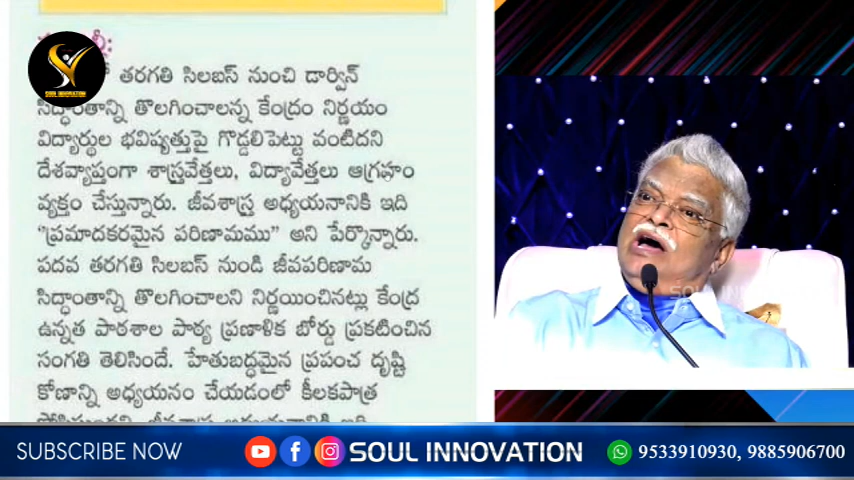 SOUL INNOVATION
తరగతి సిలబస్ నుంచి డార్విన్
సిద్ధాంతాన్ని తొలగించాలన్న కేంద్రం నిర్ణయం
విద్యార్థుల భవిష్యత్తుపై గొడ్డలిపెట్టు వంటిదని
దేశవ్యాప్తంగా శాస్త్రవేత్తలు, విద్యావేత్తలు ఆగ్రహం
వ్యక్తం చేస్తున్నారు. జీవశాస్త్ర అధ్యయనానికి ఇది
“ప్రమాదకరమైన పరిణామము” అని పేర్కొన్నారు.
పదవ తరగతి సిలబస్ నుండి జీవపరిణామ
సిద్ధాంతాన్ని తొలగించాలని నిర్ణయించినట్లు కేంద్ర
ఉన్నత పాఠశాల పాఠ్య ప్రణాళిక బోర్డు ప్రకటించిన
సంగతి తెలిసిందే. హేతుబద్ధమైన ప్రపంచ దృష్టి
కోణాన్ని అధ్యయనం చేయడంలో కీలకపాత్ర
SUBSCRIBE NOW
SOUL INNOVATION
9533910930, 9885906700